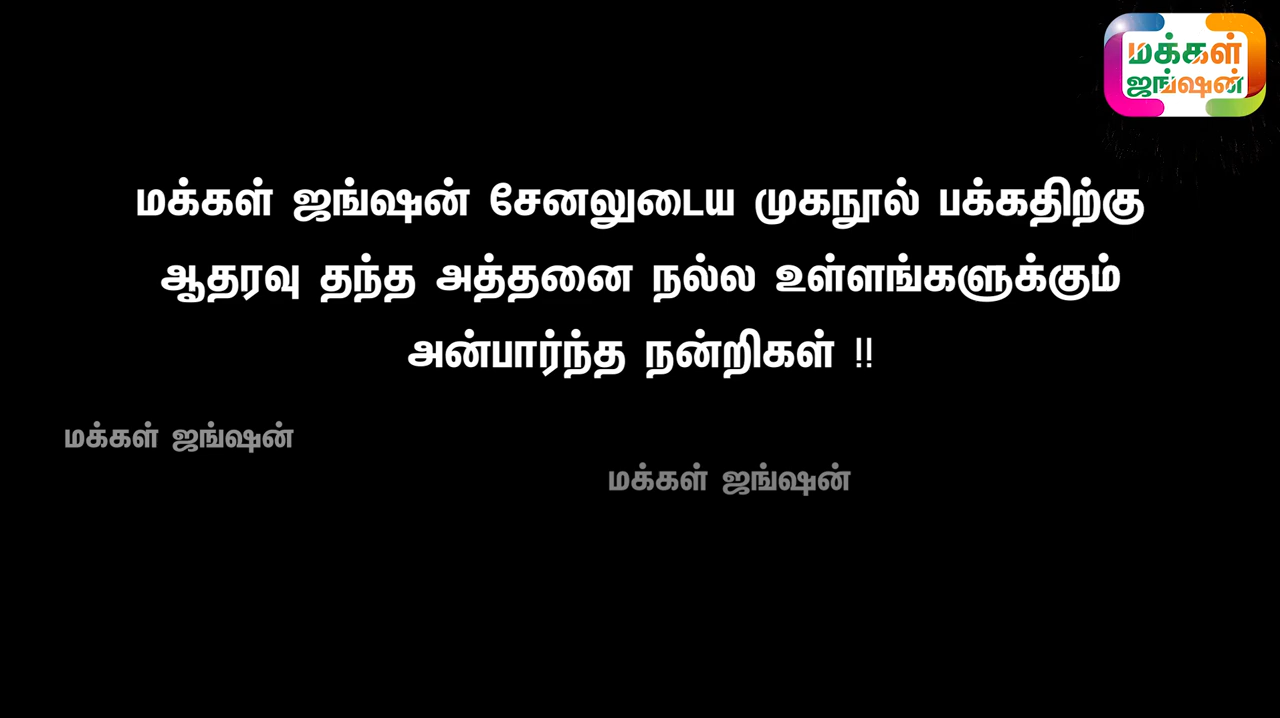 மக்கள்
ஜங்ஷன்
மக்கள் ஜங்ஷன் சேனலுடைய முகநூல் பக்கதிற்கு
ஆதரவு தந்த அத்தனை நல்ல உள்ளங்களுக்கும்
அன்பார்ந்த நன்றிகள் !!
மக்கள் ஜங்ஷன்
மக்கள் ஜங்ஷன்